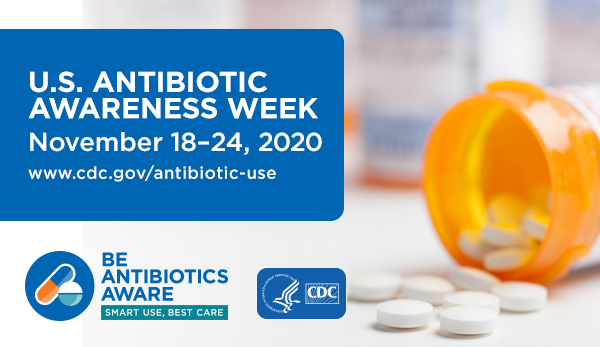 U.S. ANTIBIOTIC
AWARENESS WEEK
November 18–24, 2020
www.cdc.gov/antibiotic-use
BE
ANTIBIOTICS
AWARE
SMART USE, BEST CARE
CDC